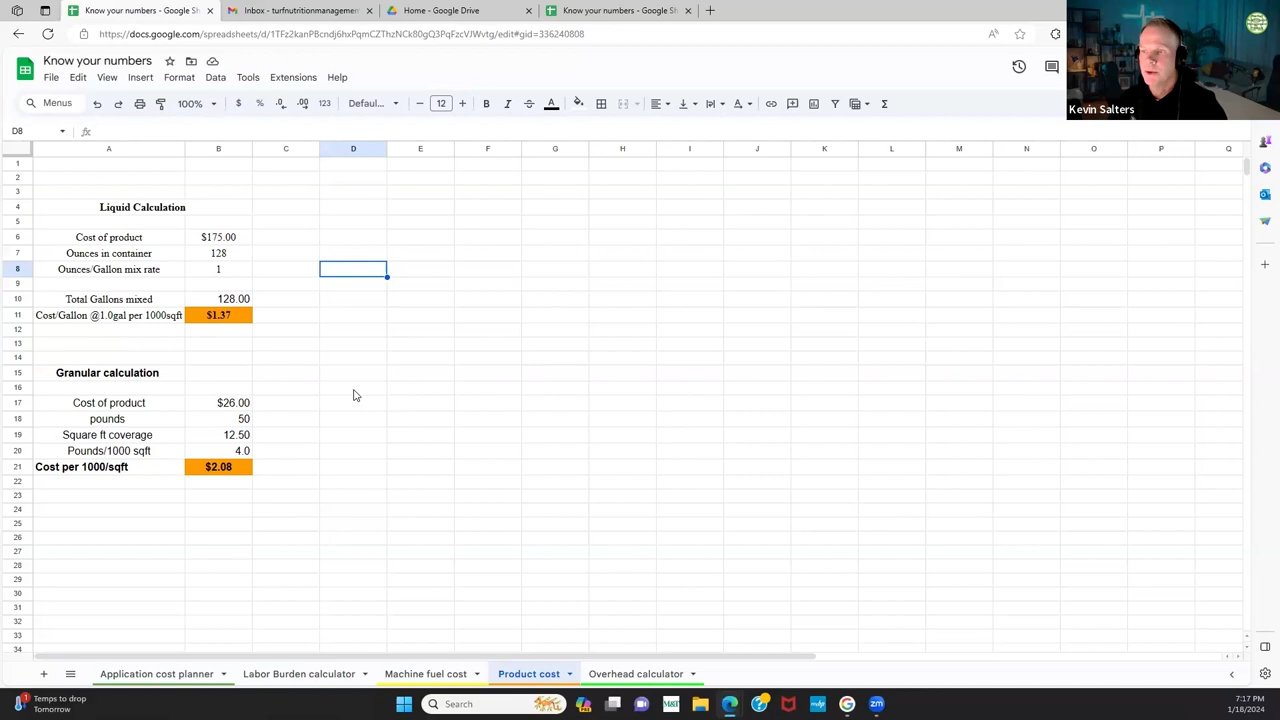 Know your numbers - Google Sh
Inbox - turfnutritionmanagemen
Home - Google Drive
Know your numbers - Google Sh
https://docs.google.com/spreadsheets/d/1TFz2kanPBcndj6hxPqmCZThzNCk80gQ3PqFzcVJWvtg/edit#gid=336240808
Know your numbers
File Edit View Insert Format Data Tools Extensions Help
Menus 100% $ % .0 .00 123 Defaul... 12 B I A
D8 fx
A B C D E F G H I J K L M N O P Q
1
2
3
4 Liquid Calculation
5
6 Cost of product $175.00
7 Ounces in container 128
8 Ounces/Gallon mix rate 1
9
10 Total Gallons mixed 128.00
11 Cost/Gallon @1.0gal per 1000sqft $1.37
12
13
14
15 Granular calculation
16
17 Cost of product $26.00
18 pounds 50
19 Square ft coverage 12.50
20 Pounds/1000 sqft 4.0
21 Cost per 1000/sqft $2.08
22
23
24
25
26
27
28
29
30
31
32
33
34
Application cost planner Labor Burden calculator Machine fuel cost Product cost Overhead calculator
Kevin Salters
1
Temps to drop
Tomorrow
Search
M&T
mdp
zm
7:17 PM
1/18/2024